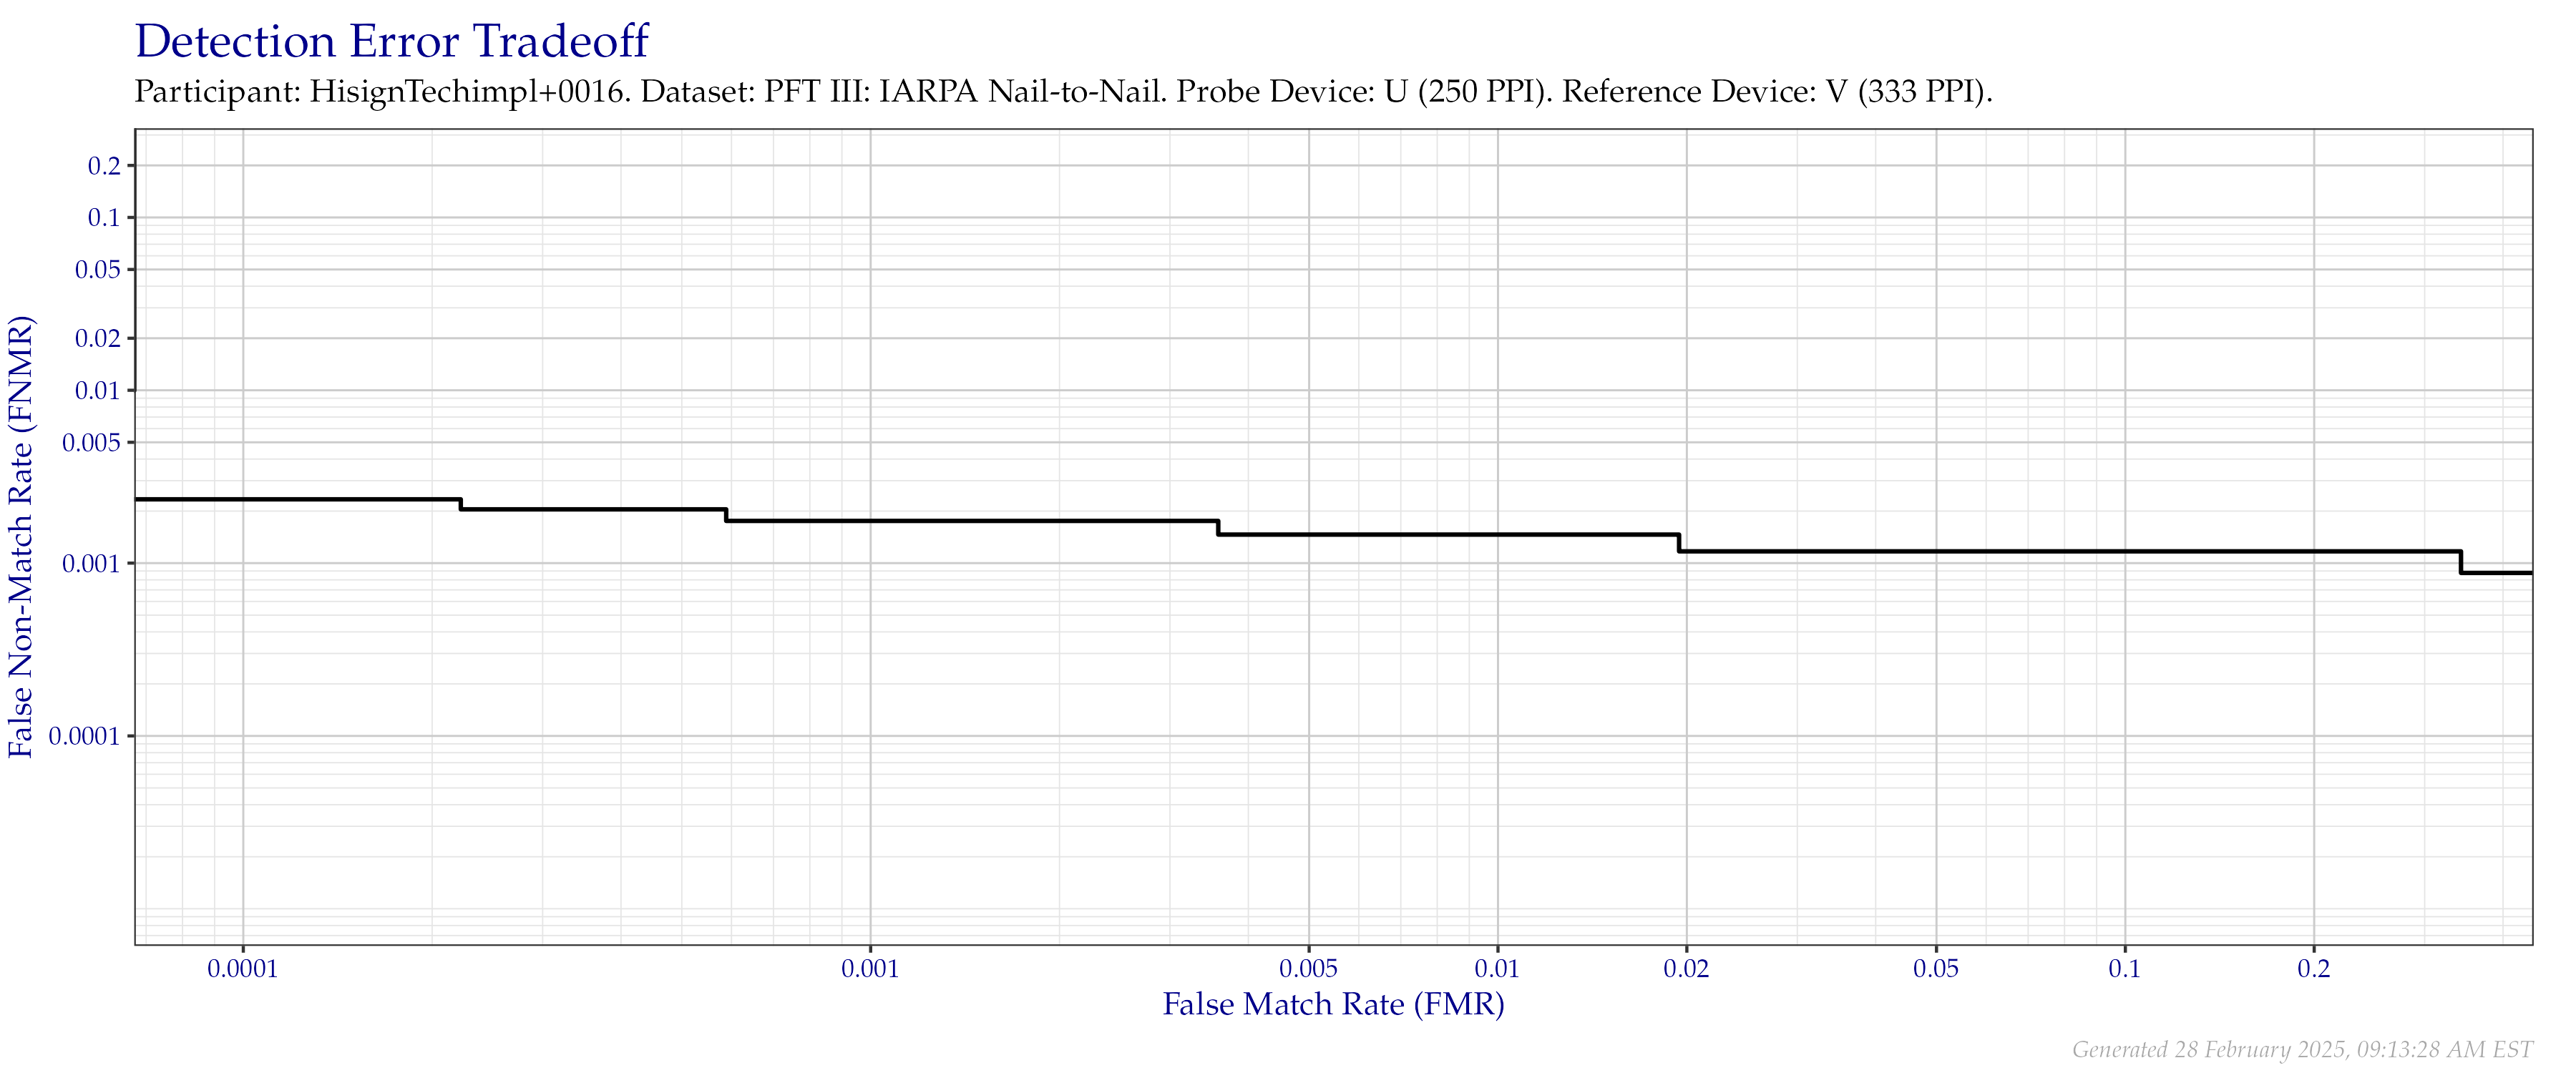 Detection Error Tradeoff
Participant: HisignTechimpl+0016. Dataset: PFT III: IARPA Nail-to-Nail. Probe Device: U (250 PPI). Reference Device: V (333 PPI).
False Non-Match Rate (FNMR)
0.2
0.1
0.05
0.02
0.01
0.005
0.001
0.0001
0.0001 0.001 0.005 0.01 0.02 0.05 0.1 0.2
False Match Rate (FMR)
Generated 28 February 2025, 09:13:28 AM EST